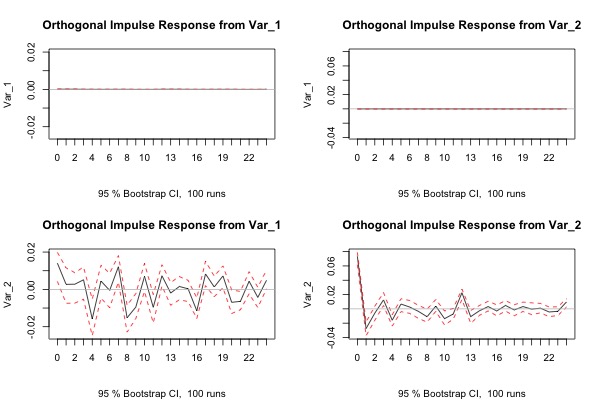 Orthogonal Impulse Response from Var_1
Var_1
-0.02 0.00 0.02
0 2 4 6 8 10 13 16 19 22
95 % Bootstrap CI, 100 runs
Orthogonal Impulse Response from Var_2
Var_1
-0.04 0.02 0.06
0 2 4 6 8 10 13 16 19 22
95 % Bootstrap CI, 100 runs
Orthogonal Impulse Response from Var_1
Var_2
-0.02 0.00 0.02
0 2 4 6 8 10 13 16 19 22
95 % Bootstrap CI, 100 runs
Orthogonal Impulse Response from Var_2
Var_2
-0.04 0.02 0.06
0 2 4 6 8 10 13 16 19 22
95 % Bootstrap CI, 100 runs